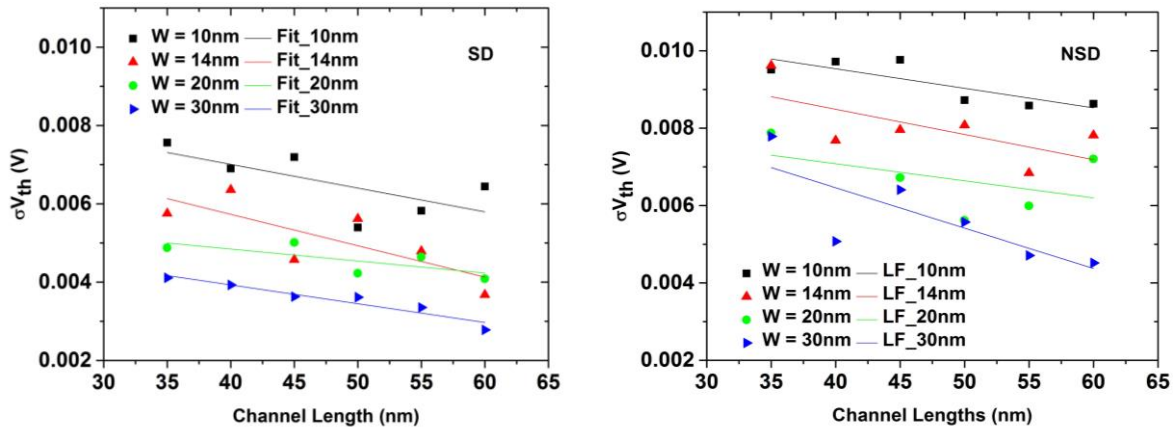 0.010
0.008
0.006
0.004
0.002
σVth (V)
W = 10nm Fit_10nm
W = 14nm Fit_14nm
W = 20nm Fit_20nm
W = 30nm Fit_30nm
SD
30 35 40 45 50 55 60 65
Channel Length (nm)
0.010
0.008
0.006
0.004
0.002
σVth (V)
NSD
W = 10nm LF_10nm
W = 14nm LF_14nm
W = 20nm LF_20nm
W = 30nm LF_30nm
30 35 40 45 50 55 60 65
Channel Lengths (nm)